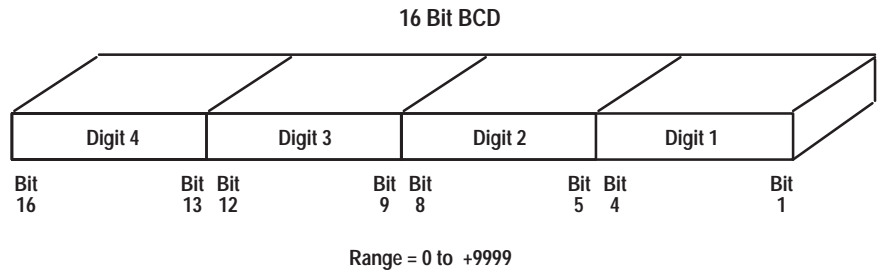 16 Bit BCD
Digit 4 Digit 3 Digit 2 Digit 1
Bit Bit Bit Bit Bit Bit Bit Bit
16 13 12 9 8 5 4 1
Range = 0 to +9999